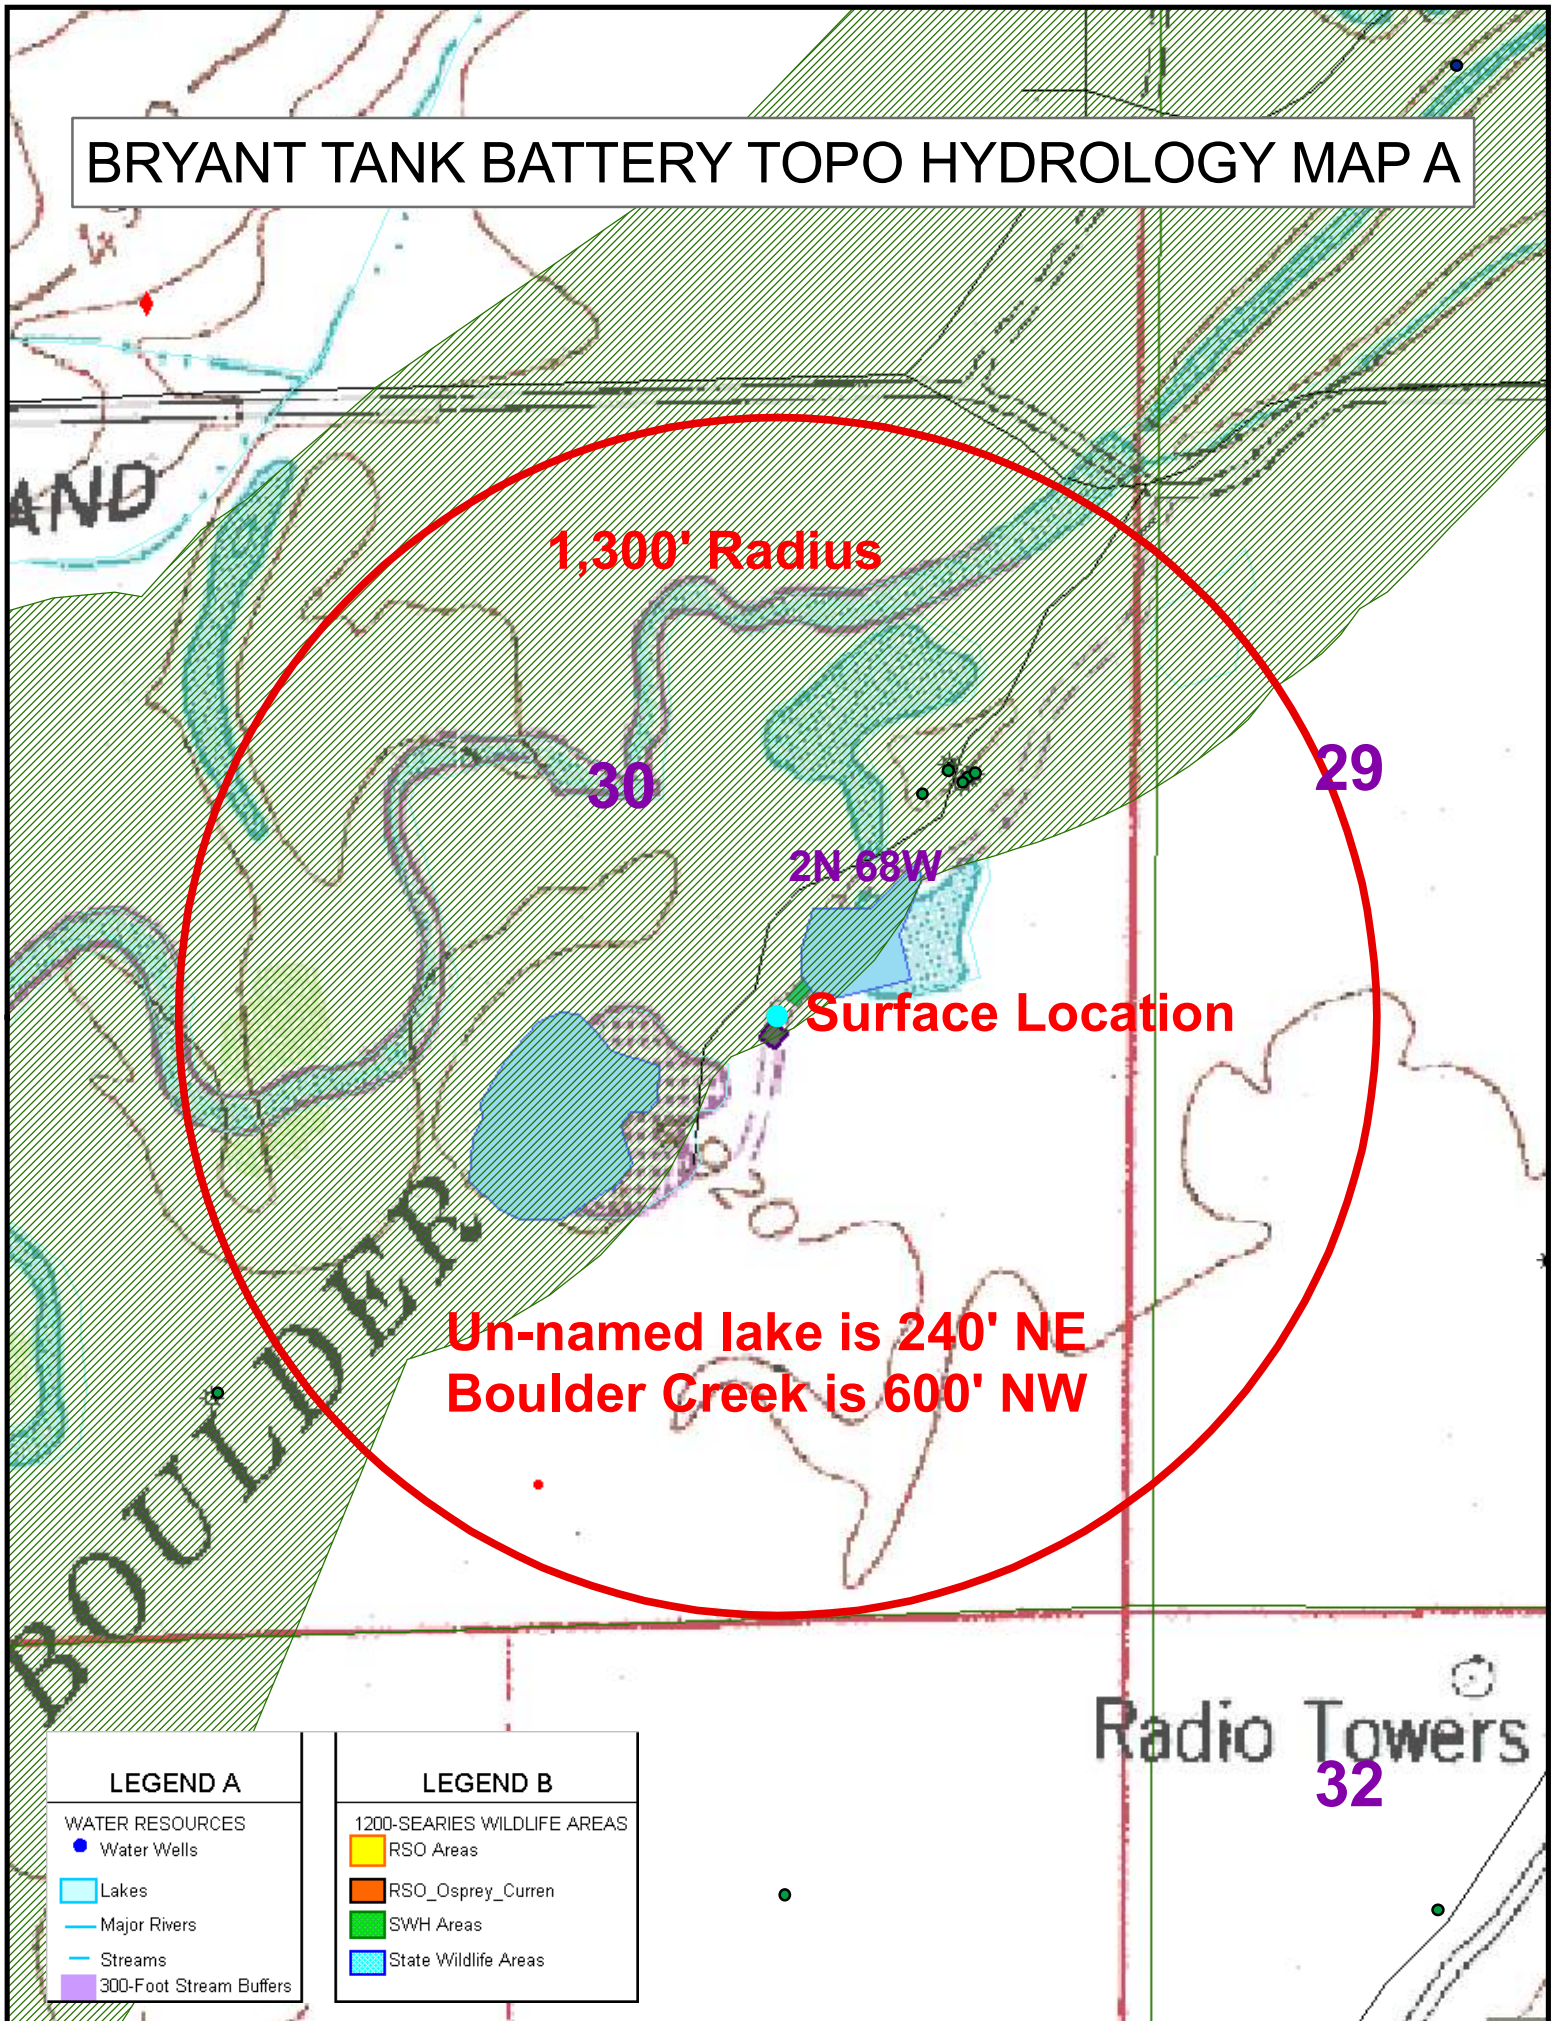 BRYANT TANK BATTERY TOPO HYDROLOGY MAP A
AND
1,300' Radius
30
29
2N 68W
Surface Location
920
Un-named lake is 240' NE
Boulder Creek is 600' NW
BOULDER
Radio Towers
32
LEGEND A
WATER RESOURCES
Water Wells
Lakes
Major Rivers
Streams
300-Foot Stream Buffers
LEGEND B
1200-SEARIES WILDLIFE AREAS
RSO Areas
RSO_Osprey_Curren
SWH Areas
State Wildlife Areas